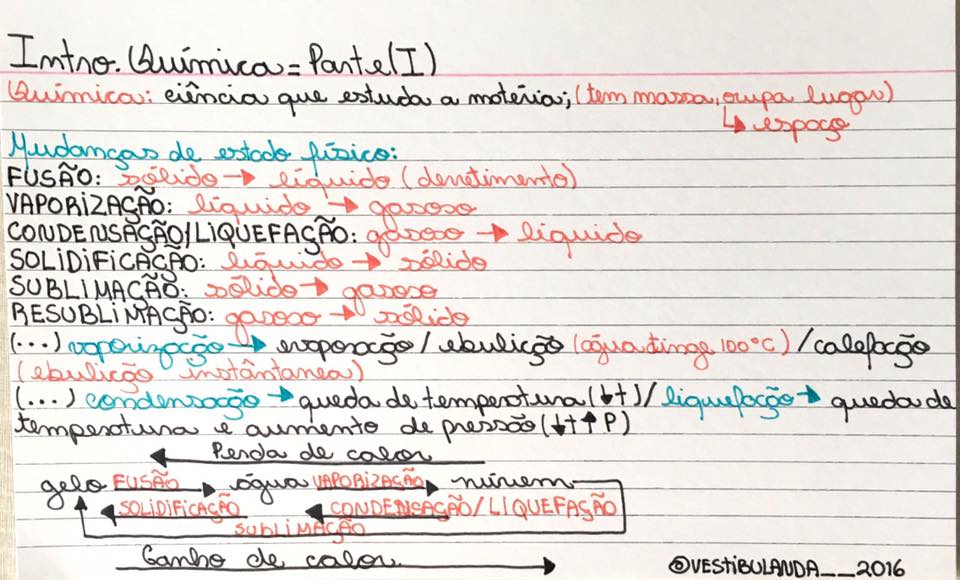 Intro. Química = Parte (I)
Química: ciência que estuda a matéria; (tem massa, ocupa lugar)
↳ espaço
Mudanças de estado físico:
FUSÃO: sólido → líquido (derretimento)
VAPORIZAÇÃO: líquido → gasoso
CONDENSAÇÃO/LIQUEFAÇÃO: gasoso → líquido
SOLIDIFICAÇÃO: líquido → sólido
SUBLIMAÇÃO: sólido → gasoso
RESUBLIMAÇÃO: gasoso → sólido
(...) vaporização → evaporação / ebulição (água atinge 100°C) / calefação
(ebulição instântanea)
(...) condensação → queda de temperatura (↓t) / liquefação → queda de
temperatura e aumento de pressão (↓t ↑ P)
Perda de calor
gelo FUSÃO água VAPORIZAÇÃO núvem
SOLIDIFICAÇÃO CONDENSAÇÃO/LIQUEFAÇÃO
SUBLIMAÇÃO
Ganho de calor
@VESTIBULANDA__2016